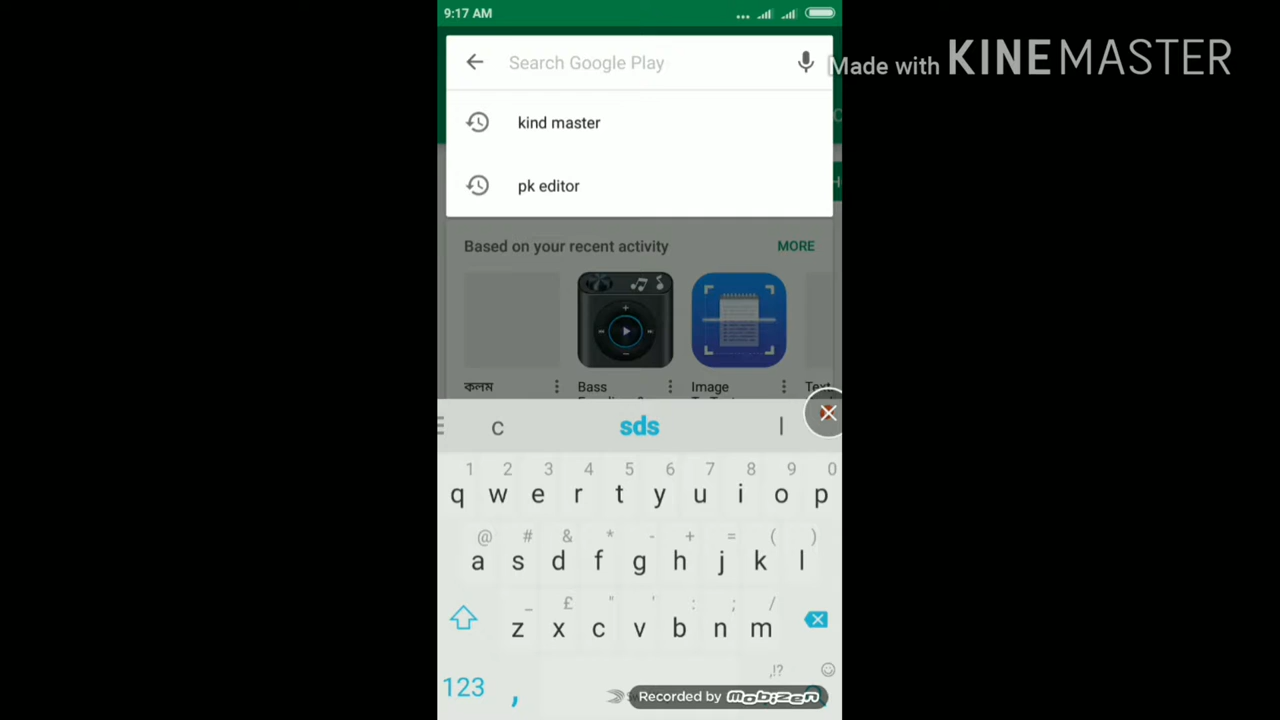 9:17 AM
Search Google Play
Made with KINEMASTER
kind master
pk editor
Based on your recent activity MORE
কলম
Bass
Image
c sds l
1 2 3 4 5 6 7 8 9 0
q w e r t y u i o p
@ # & * - + = ( )
a s d f g h j k l
_ £ " ' : ; /
z x c v b n m
,!?
123 ,
Recorded by mobizen